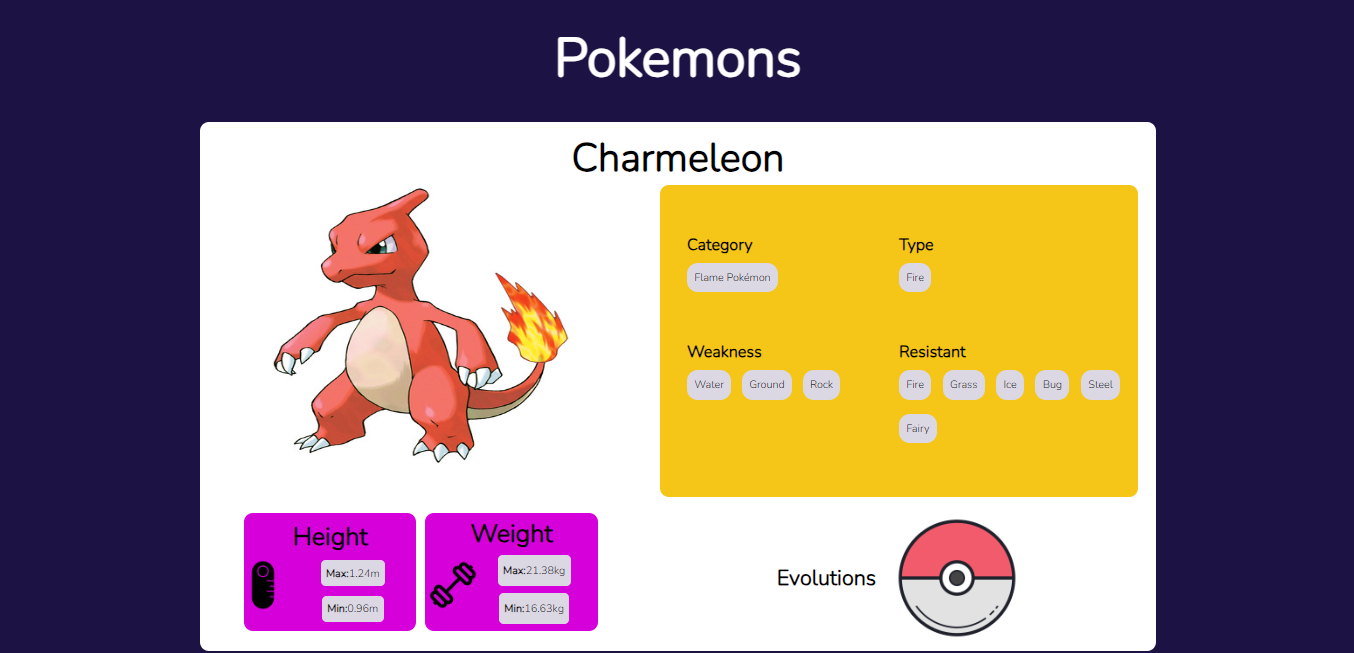 Pokemons
Charmeleon
Category
Flame Pokémon
Type
Fire
Weakness
Water Ground Rock
Resistant
Fire Grass Ice Bug Steel
Fairy
Height
Max:1.24m
Min:0.96m
Weight
Max:21.38kg
Min:16.63kg
Evolutions